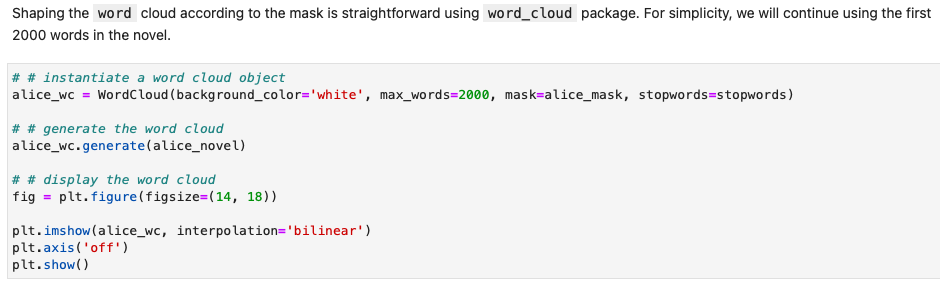 Shaping the word cloud according to the mask is straightforward using word_cloud package. For simplicity, we will continue using the first
2000 words in the novel.
# # instantiate a word cloud object
alice_wc = WordCloud(background_color='white', max_words=2000, mask=alice_mask, stopwords=stopwords)
# # generate the word cloud
alice_wc.generate(alice_novel)
# # display the word cloud
fig = plt.figure(figsize=(14, 18))
plt.imshow(alice_wc, interpolation='bilinear')
plt.axis('off')
plt.show()